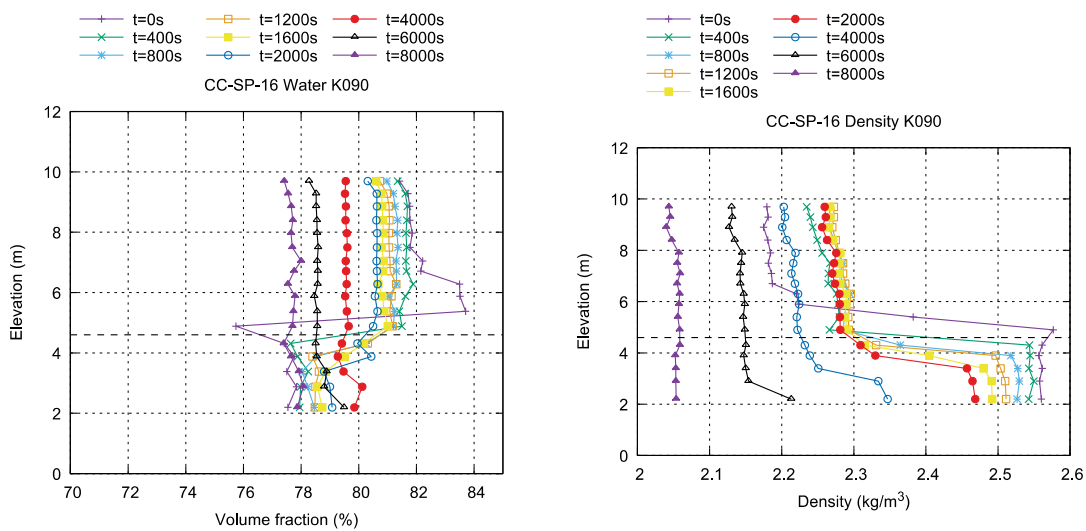 t=0s t=1200s t=4000s
t=400s t=1600s t=6000s
t=800s t=2000s t=8000s
CC-SP-16 Water K090
12
10
8
6
4
2
0
Elevation (m)
70 72 74 76 78 80 82 84
Volume fraction (%)
t=0s t=2000s
t=400s t=4000s
t=800s t=6000s
t=1200s t=8000s
t=1600s
CC-SP-16 Density K090
12
10
8
6
4
2
0
Elevation (m)
2 2.1 2.2 2.3 2.4 2.5 2.6
Density (kg/m³)